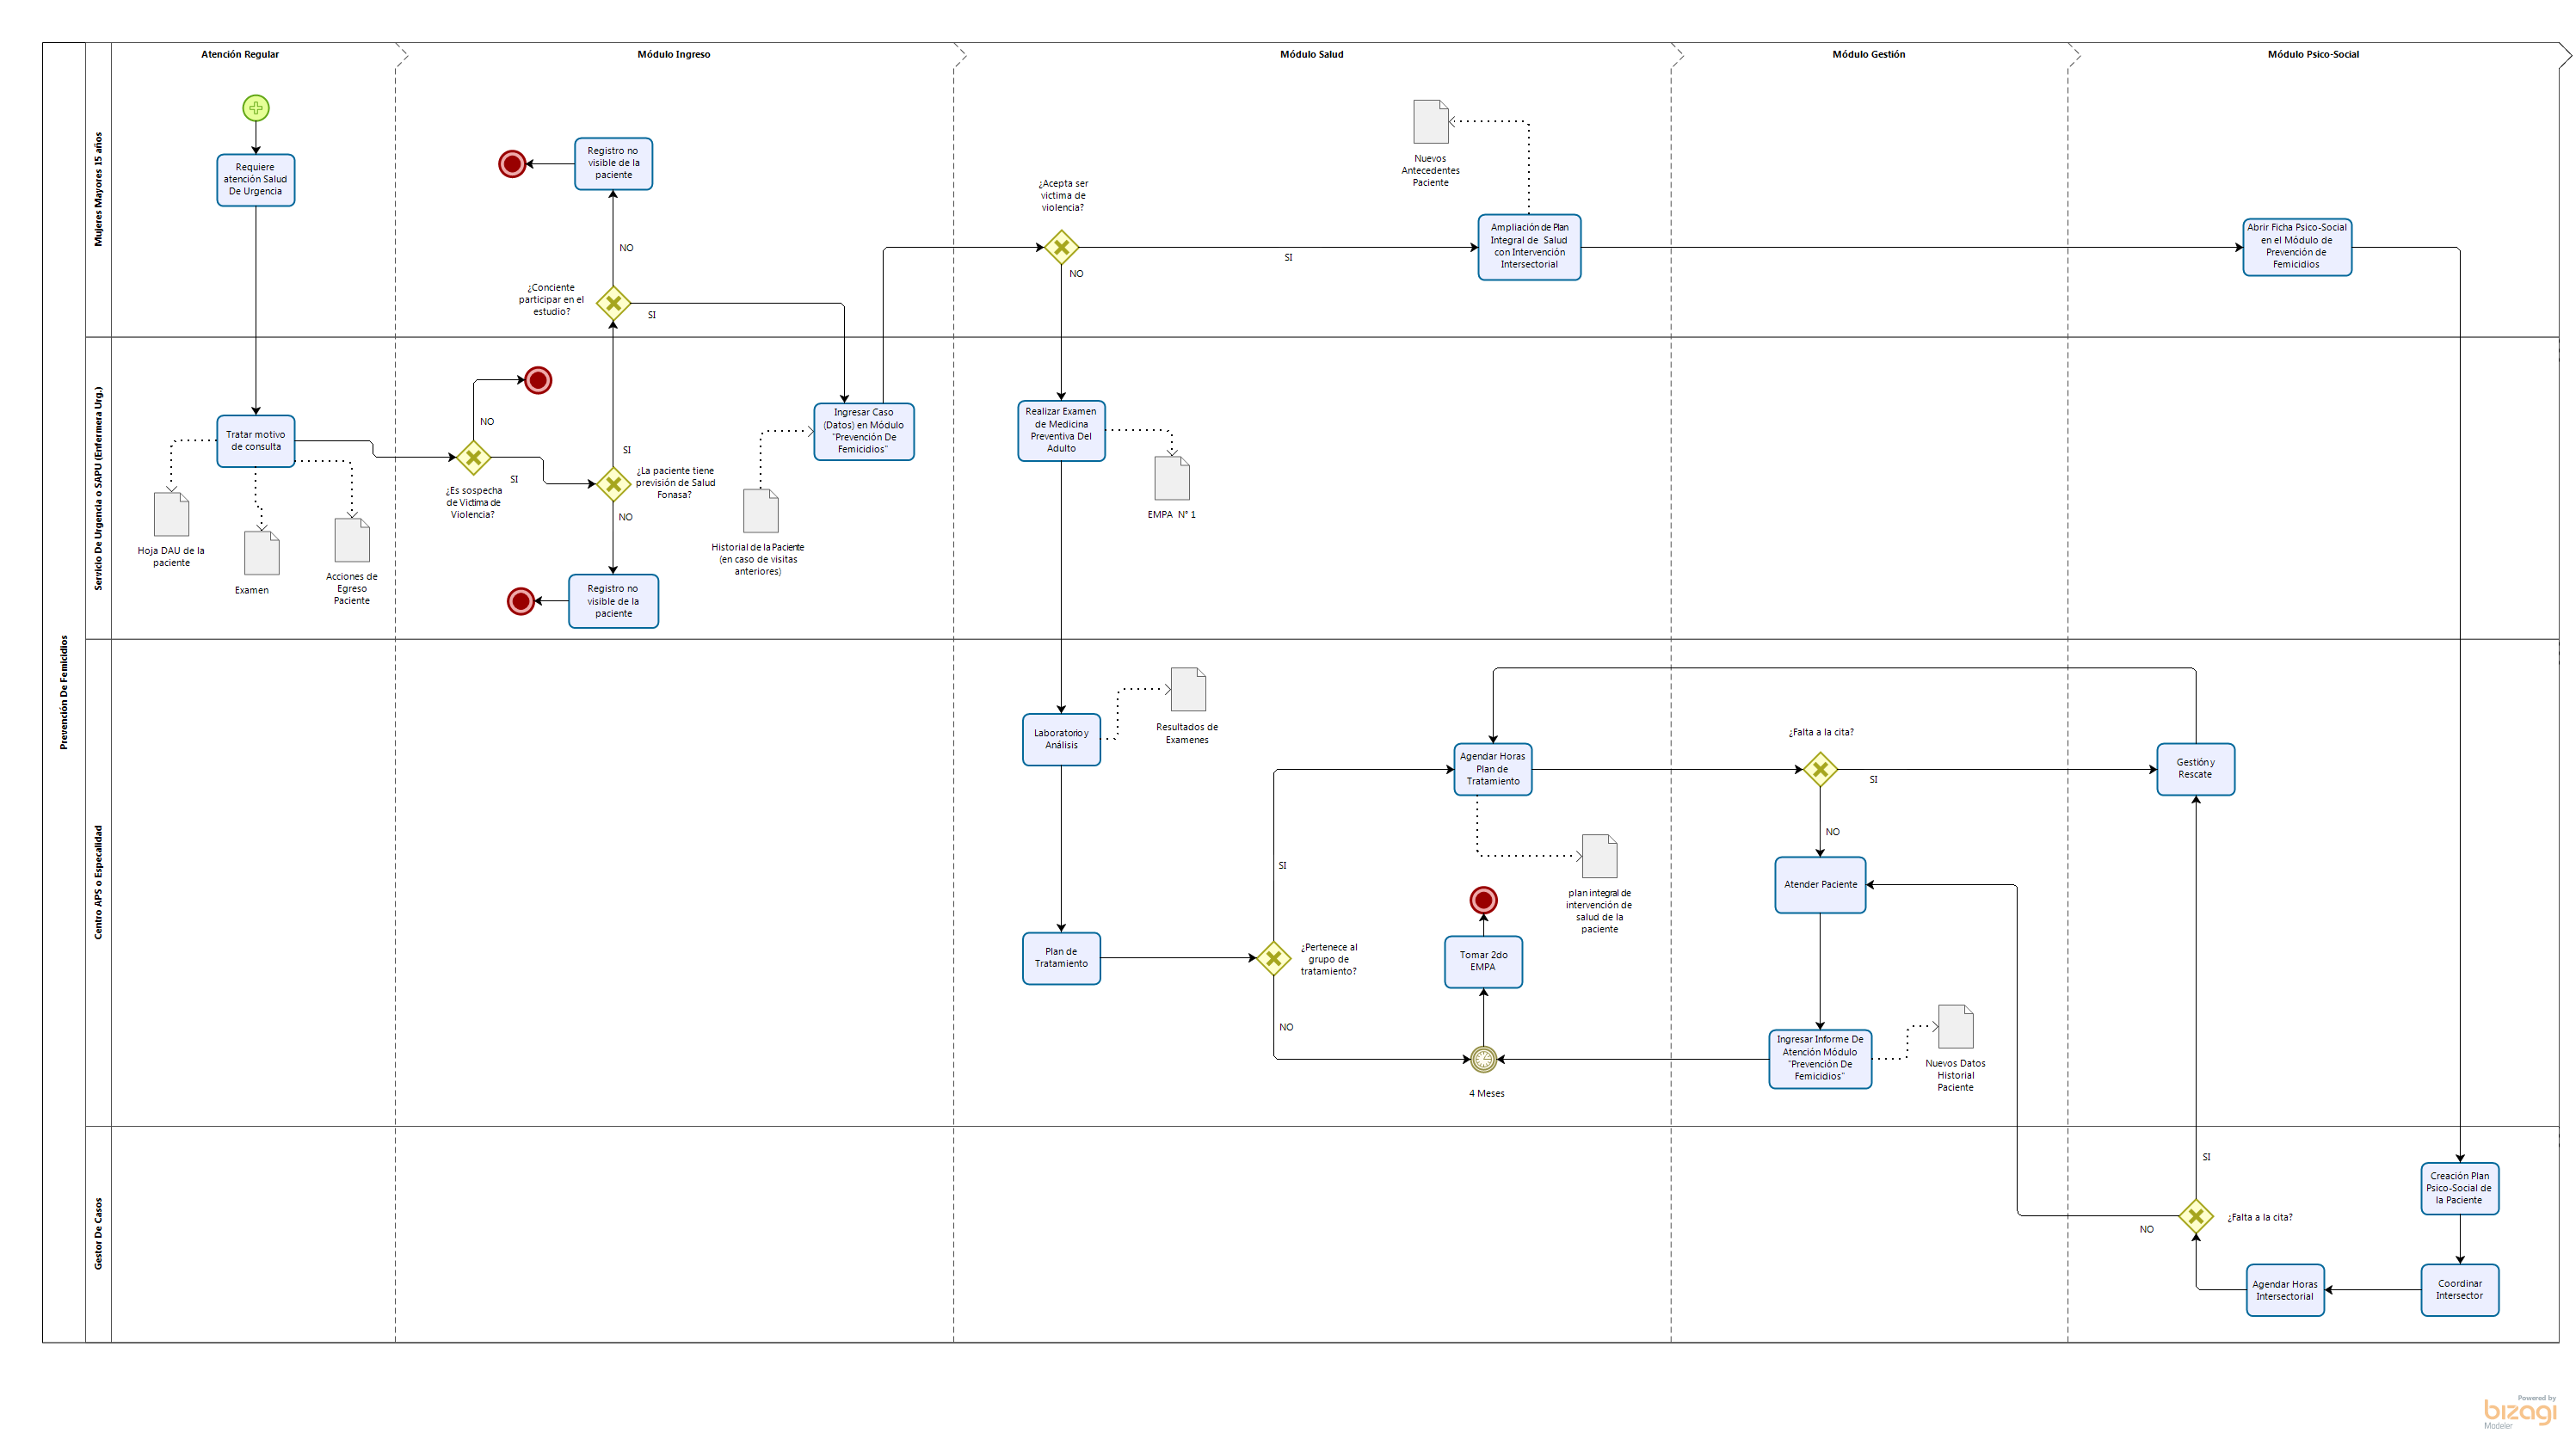 Atención Regular
Módulo Ingreso
Módulo Salud
Módulo Gestión
Módulo Psico-Social
Prevención De Femicidios
Mujeres Mayores 15 años
Requiere
atención Salud
De Urgencia
Registro no
visible de la
paciente
NO
¿Conciente
participar en el
estudio?
SI
¿Acepta ser
victima de
violencia?
SI
NO
Nuevos
Antecedentes
Paciente
Ampliación de Plan
Integral de Salud
con Intervención
Intersectorial
Abrir Ficha Psico-Social
en el Módulo de
Prevención de
Femicidios
Servicio De Urgencia o SAPU (Enfermera Urg.)
Tratar motivo
de consulta
Hoja DAU de la
paciente
Examen
Acciones de
Egreso
Paciente
NO
SI
¿Es sospecha
de Victima de
Violencia?
SI
¿La paciente tiene
previsión de Salud
Fonasa?
NO
Registro no
visible de la
paciente
Historial de la Paciente
(en caso de visitas
anteriores)
Ingresar Caso
(Datos) en Módulo
"Prevención De
Femicidios"
Realizar Examen
de Medicina
Preventiva Del
Adulto
EMPA N° 1
Centro APS o Especalidad
Laboratorio y
Análisis
Resultados de
Examenes
Plan de
Tratamiento
SI
¿Pertenece al
grupo de
tratamiento?
NO
Agendar Horas
Plan de
Tratamiento
plan integral de
intervención de
salud de la
paciente
Tomar 2do
EMPA
4 Meses
¿Falta a la cita?
SI
NO
Atender Paciente
Ingresar Informe De
Atención Módulo
"Prevención De
Femicidios"
Nuevos Datos
Historial
Paciente
Gestión y
Rescate
Gestor De Casos
SI
¿Falta a la cita?
NO
Creación Plan
Psico-Social de
la Paciente
Coordinar
Intersector
Agendar Horas
Intersectorial
Powered by
bizagi
Modeler